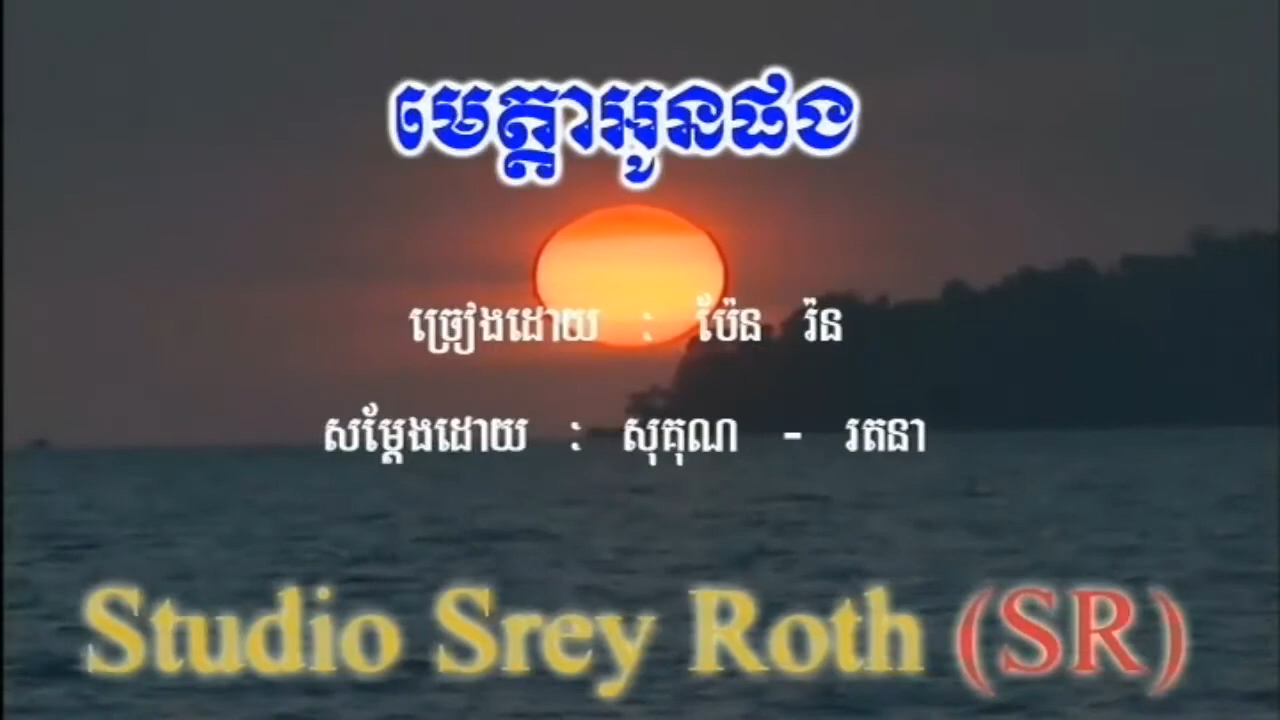 មេត្តាអូនផង
ច្រៀងដោយ : ប៉ែន រ៉ន
សម្ដែងដោយ : សុគុណ - រតនា
Studio Srey Roth (SR)